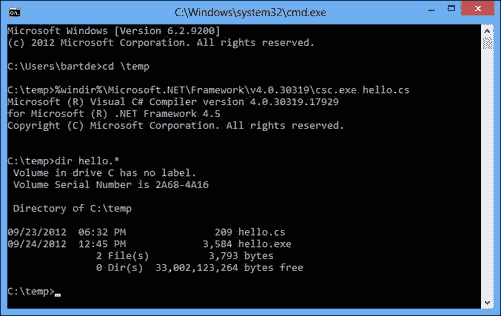 C:\Windows\system32\cmd.exe
Microsoft Windows [Version 6.2.9200]
(c) 2012 Microsoft Corporation. All rights reserved.
C:\Users\bartde>cd \temp
C:\temp>%windir%\Microsoft.NET\Framework\v4.0.30319\csc.exe hello.cs
Microsoft (R) Visual C# Compiler version 4.0.30319.17929
for Microsoft (R) .NET Framework 4.5
Copyright (C) Microsoft Corporation. All rights reserved.
C:\temp>dir hello.*
Volume in drive C has no label.
Volume Serial Number is 2A68-4A16
Directory of C:\temp
09/23/2012 06:32 PM 209 hello.cs
09/24/2012 12:45 PM 3,584 hello.exe
2 File(s) 3,793 bytes
0 Dir(s) 33,002,123,264 bytes free
C:\temp>_